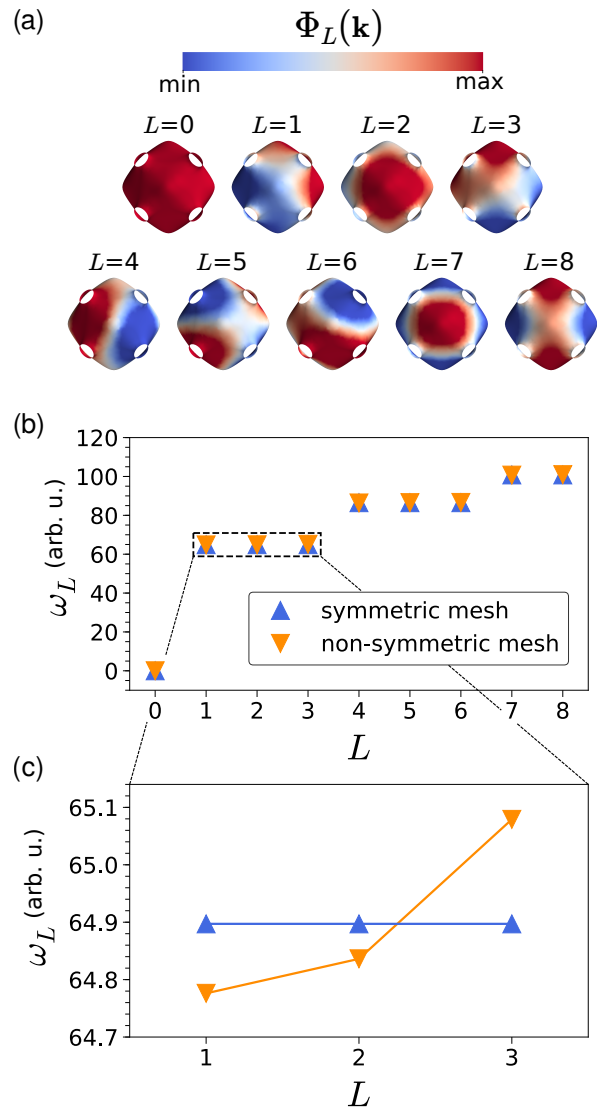 (a)
Φ_L(k)
min max
L=0 L=1 L=2 L=3
L=4 L=5 L=6 L=7 L=8
(b)
120
100
80
60
40
20
0
ω_L (arb. u.)
symmetric mesh
non-symmetric mesh
0 1 2 3 4 5 6 7 8
L
(c)
65.1
65.0
64.9
64.8
64.7
ω_L (arb. u.)
1 2 3
L